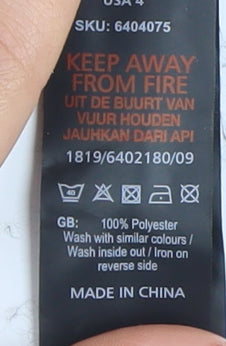 USA 4
SKU: 6404075
KEEP AWAY
FROM FIRE
UIT DE BUURT VAN
VUUR HOUDEN
JAUHKAN DARI API
1819/6402180/09
40
GB: 100% Polyester
Wash with similar colours /
Wash inside out / Iron on
reverse side
MADE IN CHINA